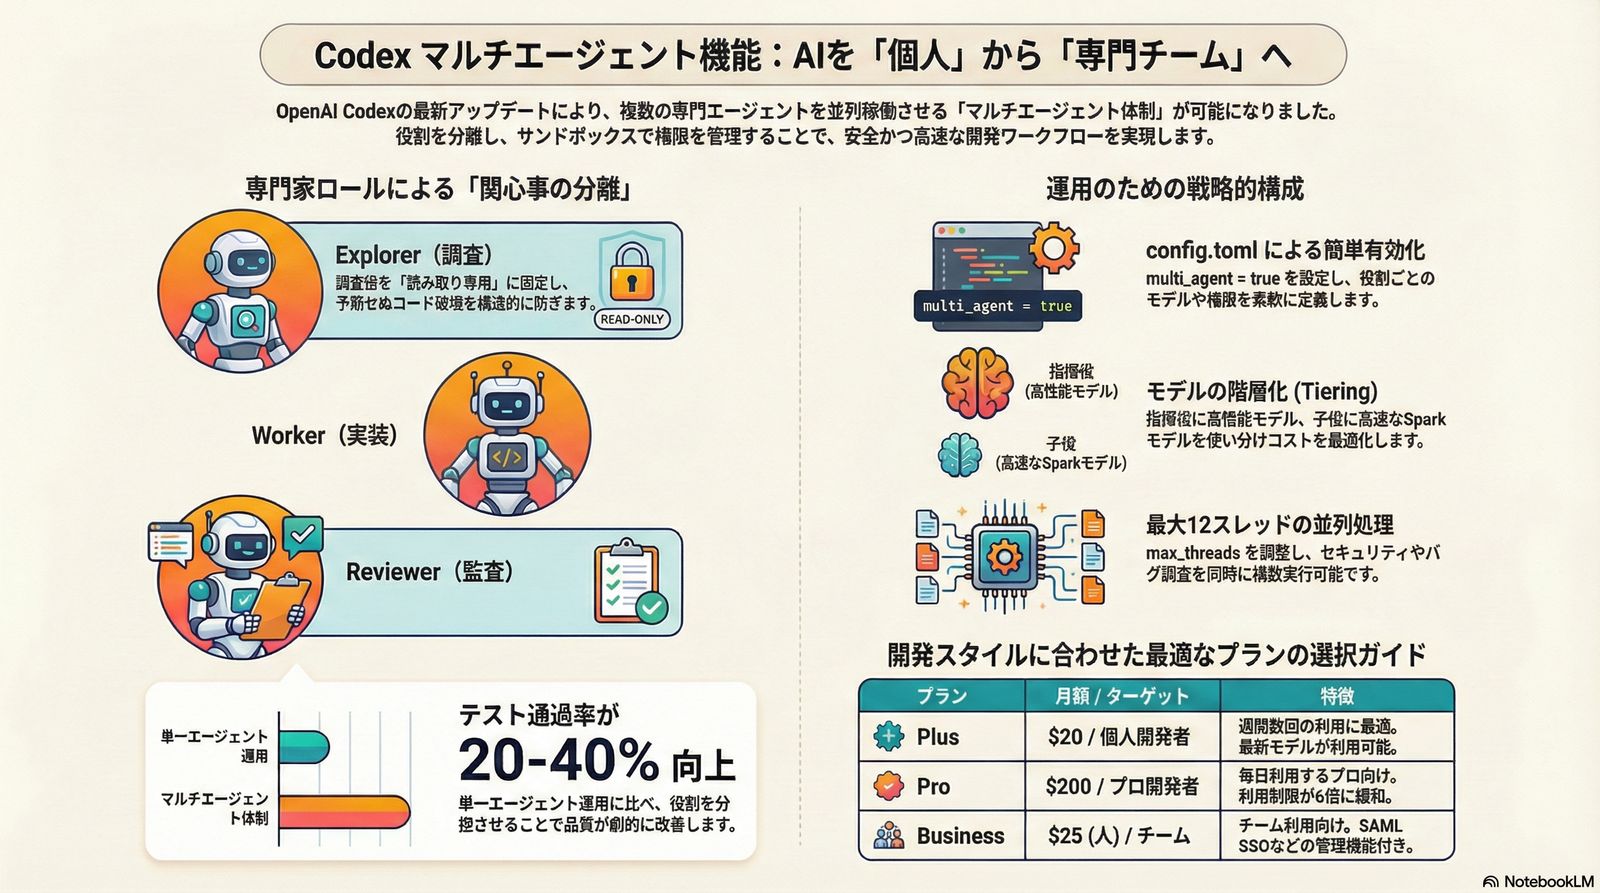 Codex マルチエージェント機能：AIを「個人」から「専門チーム」へ
OpenAI Codexの最新アップデートにより、複数の専門エージェントを並列稼働させる「マルチエージェント体制」が可能になりました。
役割を分離し、サンドボックスで権限を管理することで、安全かつ高速な開発ワークフローを実現します。
専門家ロールによる「関心事の分離」
Explorer（調査）
調査を「読み取り専用」に固定し、
予せぬコード破を構的に防ぎます。
READ-ONLY
Worker（実装）
Reviewer（監査）
単一エージェント
運用
マルチエージェン
ト体制
テスト通過率が
20-40% 向上
単一エージェント運用に比べ、役割を分
させることで品質が的に改善します。
運用のための戦略的構成
multi_agent = true
config.toml による簡単有効化
multi_agent = true を設定し、役割ごとの
モデルや権限を柔軟に定義します。
指役
(高性能モデル)
子役
(高速なSparkモデル)
モデルの階層化 (Tiering)
指に高性能モデル、子に高速なSpark
モデルを使い分けコストを最適化します。
最大12スレッドの並列処理
max_threads を調整し、セキュリティやバ
グ調査を同時に構数実行可能です。
開発スタイルに合わせた最適なプランの選択ガイド
プラン
月額 / ターゲット
特徴
Plus
$20 / 個人開発者
週間数回の利用に最適。
最新モデルが利用可能。
Pro
$200 / プロ開発者
毎日利用するプロ向け。
利用制限が6倍に緩和。
Business
$25 (人) / チーム
チーム利用向け。SAML
SSOなどの管理機能付き。
NotebookLM